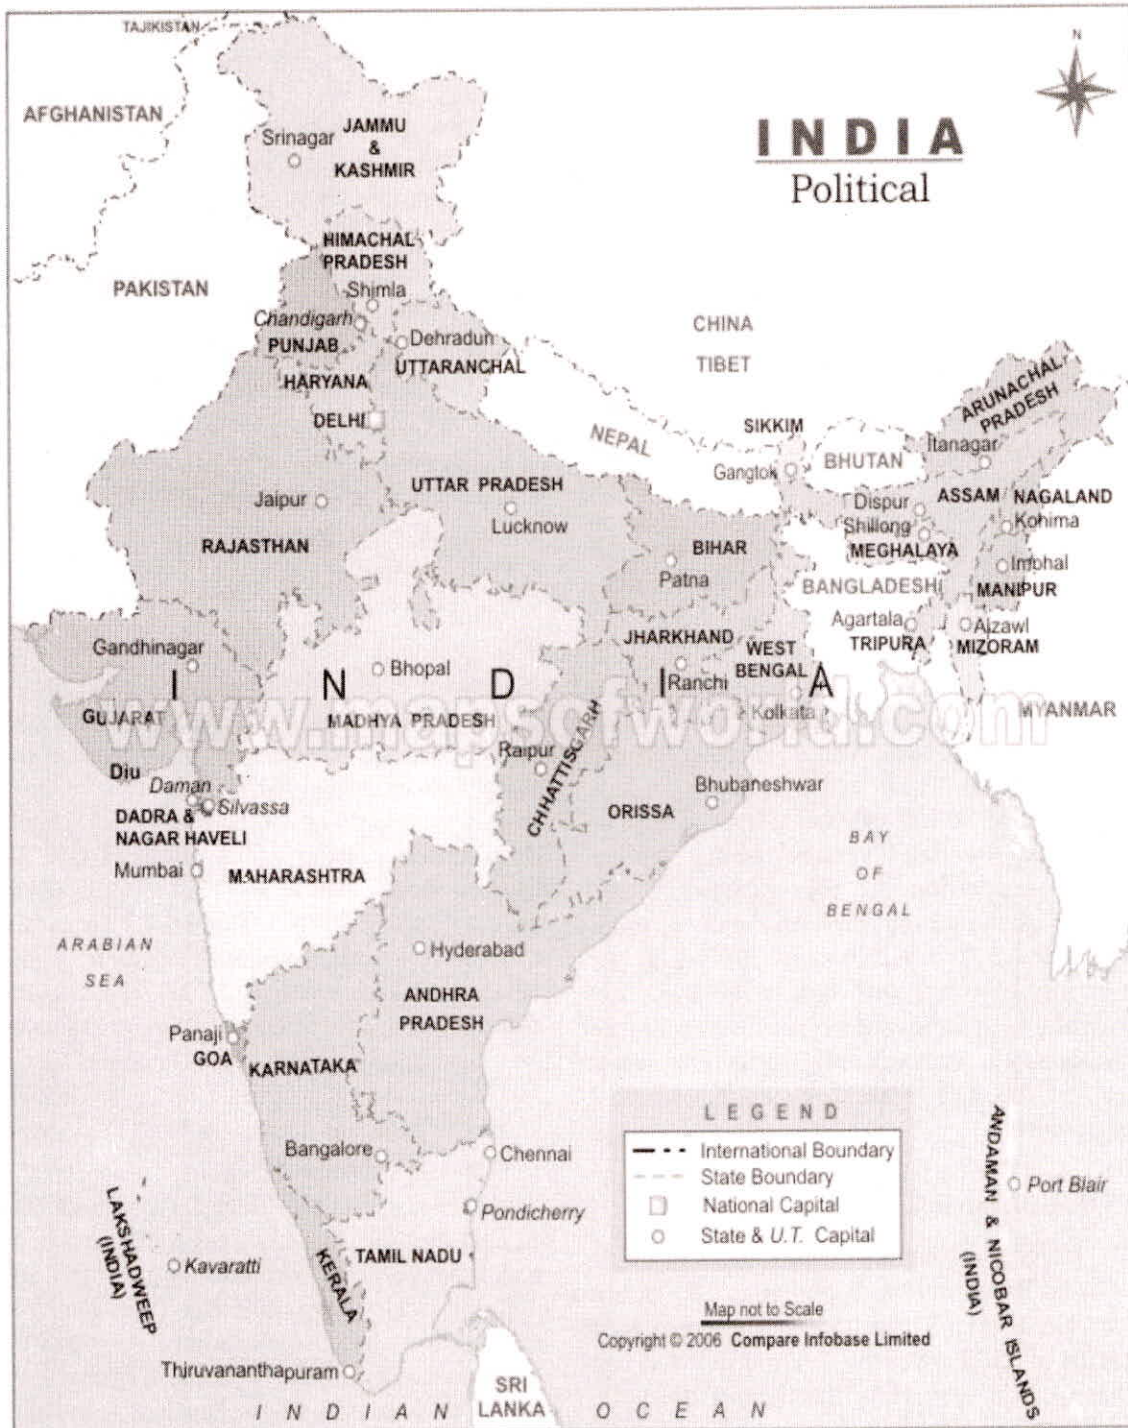 TAJIKISTAN
AFGHANISTAN
N
INDIA
Political
JAMMU
&
KASHMIR
Srinagar
HIMACHAL
PRADESH
PAKISTAN
Shimla
Chandigarh
PUNJAB
Dehradun
UTTARANCHAL
CHINA
TIBET
HARYANA
DELHI
ARUNACHAL
PRADESH
Itanagar
NEPAL
SIKKIM
Gangtok
BHUTAN
UTTAR PRADESH
Lucknow
Jaipur
RAJASTHAN
Dispur
ASSAM
NAGALAND
Shillong
Kohima
MEGHALAYA
BIHAR
Patna
BANGLADESH
Imphal
MANIPUR
Agartala
TRIPURA
Aizawl
MIZORAM
Gandhinagar
JHARKHAND
Ranchi
WEST
BENGAL
Kolkata
Bhopal
I N D I A
MADHYA PRADESH
GUJARAT
MYANMAR
www.mapsofworld.com
Diu
Daman
Silvassa
DADRA &
NAGAR HAVELI
Raipur
CHHATTISGARH
ORISSA
Bhubaneshwar
Mumbai
MAHARASHTRA
BAY
OF
BENGAL
ARABIAN
SEA
Hyderabad
ANDHRA
PRADESH
Panaji
GOA
KARNATAKA
Bangalore
Chennai
Pondicherry
LEGEND
International Boundary
State Boundary
National Capital
State & U.T. Capital
ANDAMAN & NICOBAR ISLANDS
(INDIA)
Port Blair
LAKSHADWEEP
(INDIA)
Kavaratti
KERALA
TAMIL NADU
Map not to Scale
Copyright © 2006 Compare Infobase Limited
Thiruvananthapuram
SRI
LANKA
INDIAN OCEAN